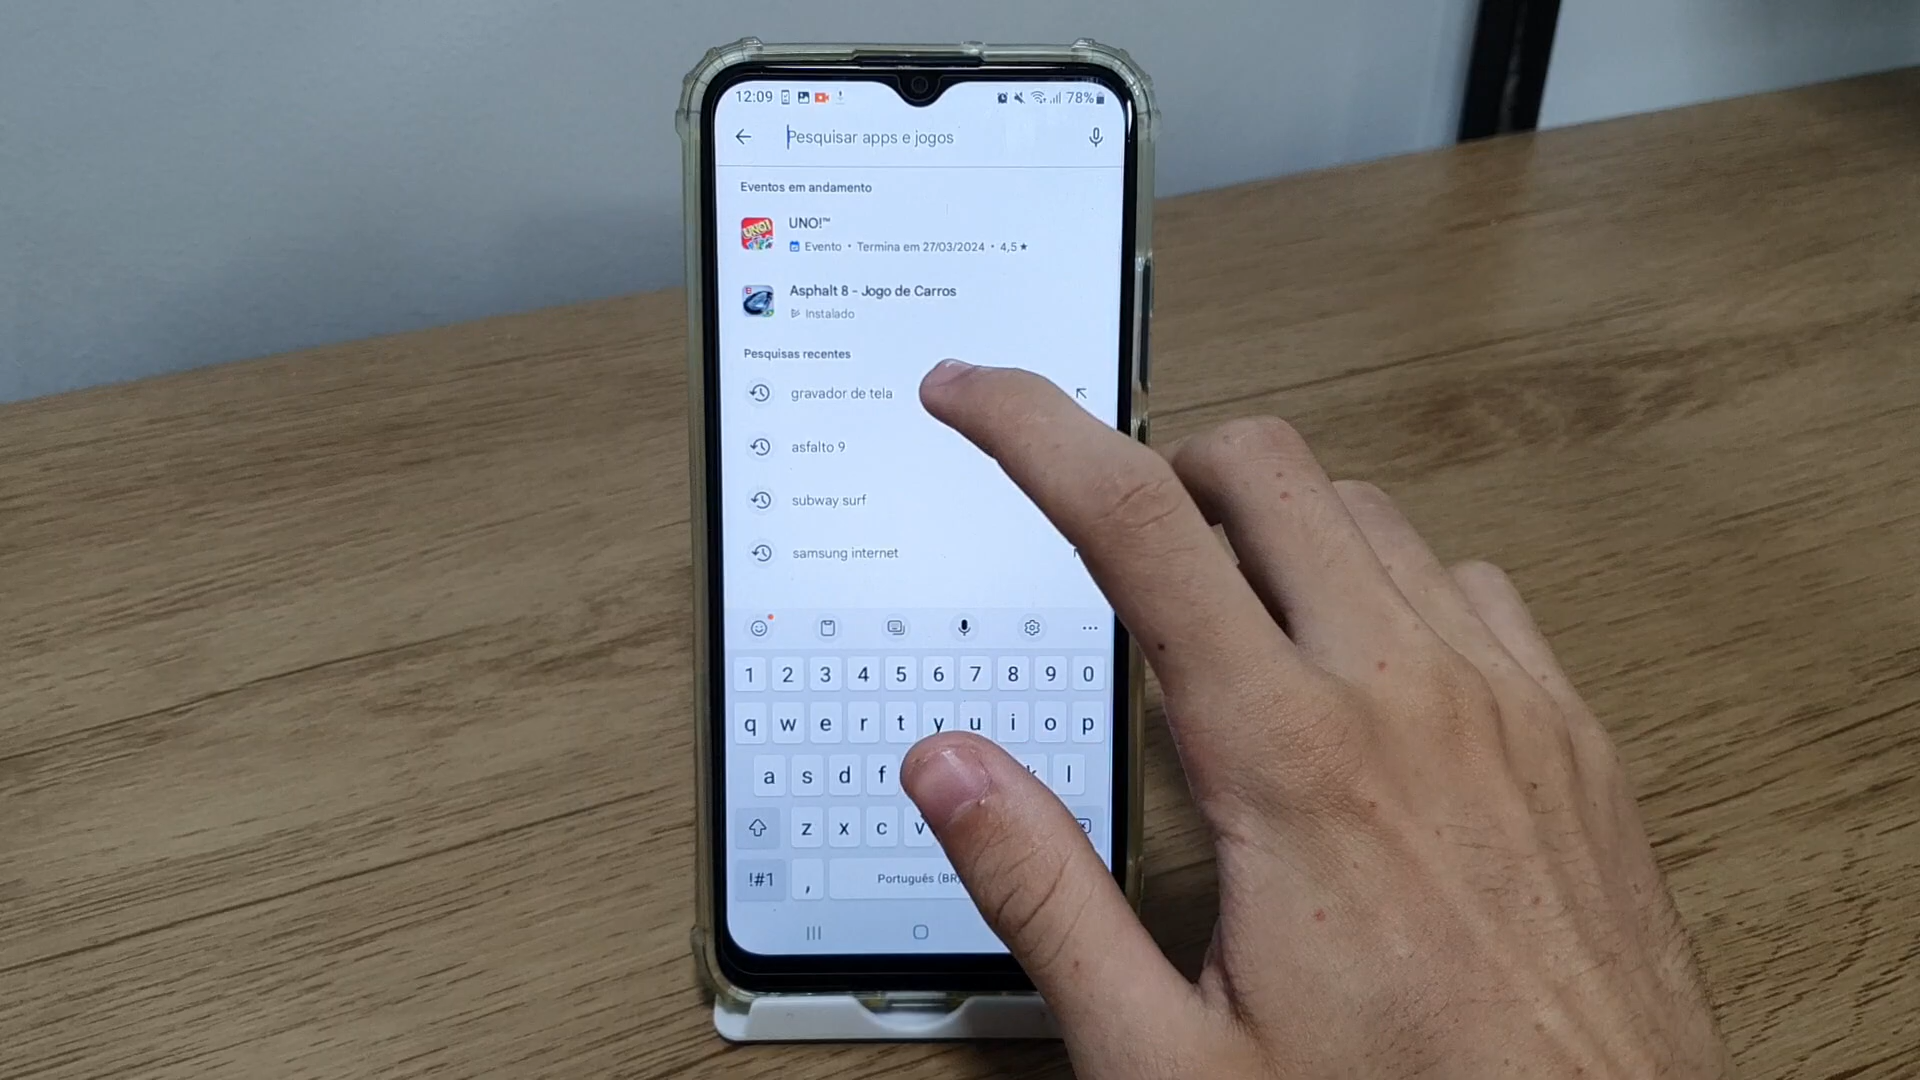 12:09 78%
Pesquisar apps e jogos
Eventos em andamento
UNO!™
Evento • Termina em 27/03/2024 • 4,5 ★
Asphalt 8 - Jogo de Carros
Instalado
Pesquisas recentes
gravador de tela
asfalto 9
subway surf
samsung internet
1 2 3 4 5 6 7 8 9 0
q w e r t y u i o p
a s d f k l
z x c v
!#1 , Português (BR)